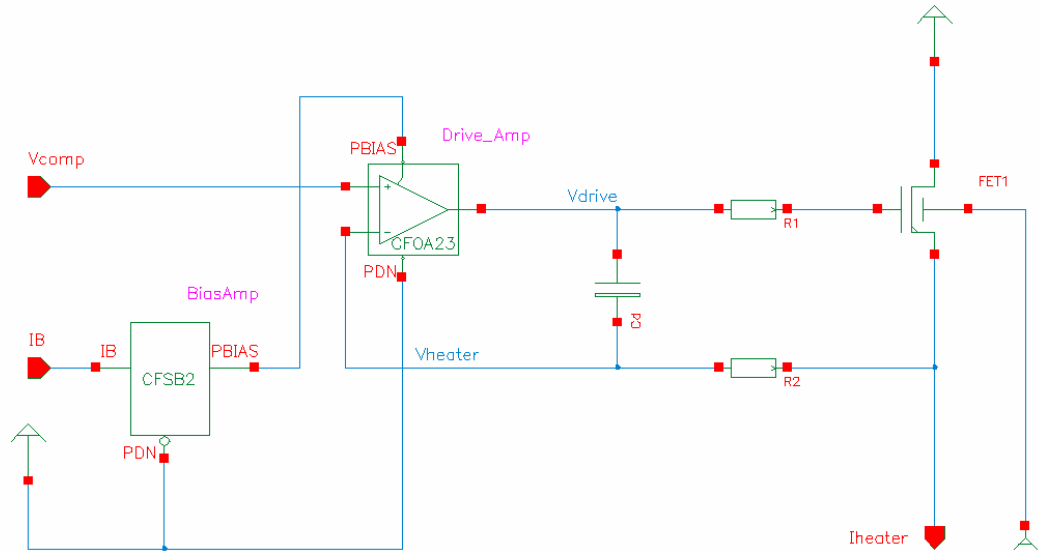 Drive_Amp
PBIAS
Vcomp
FET1
Vdrive
+
R1
-
CFOA23
PDN
BiasAmp
Cd
IB
IB
PBIAS
Vheater
CFSB2
R2
PDN
Iheater